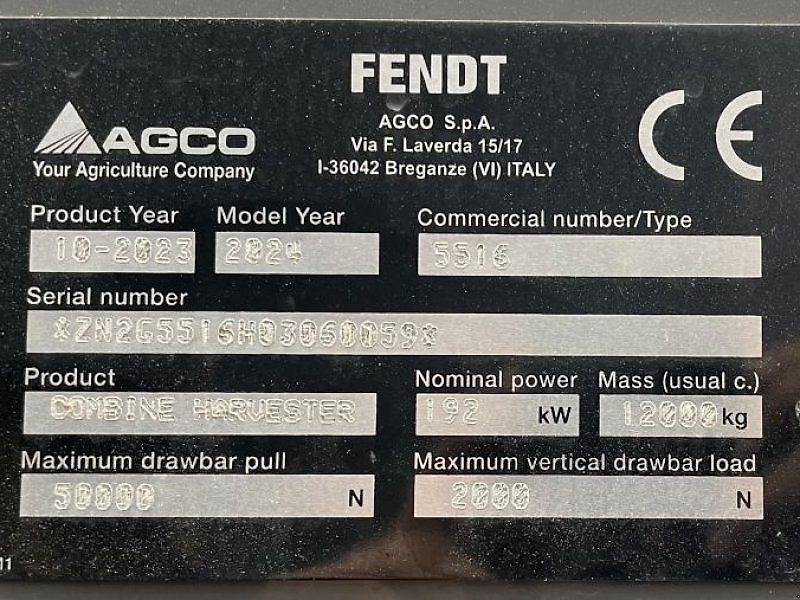 FENDT
AGCO
Your Agriculture Company
AGCO S.p.A.
Via F. Laverda 15/17
I-36042 Breganze (VI) ITALY
CE
Product Year Model Year Commercial number/Type
10-2023 2024 5516
Serial number
*ZN2G5516H03060059*
Product Nominal power Mass (usual c.)
COMBINE HARVESTER 192 kW 12000 kg
Maximum drawbar pull Maximum vertical drawbar load
50000 N 2000 N